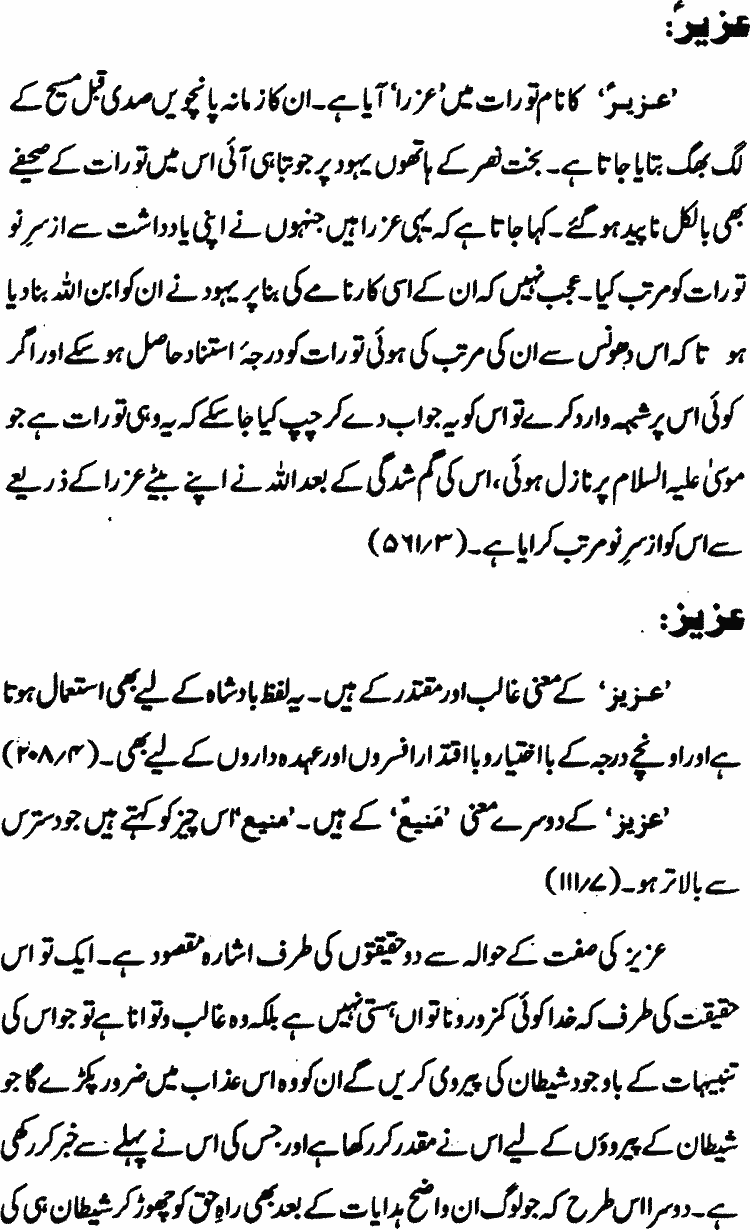 عزیرؑ:
’عزیرؑ‘ کا نام تورات میں ’عزرا‘ آیا ہے۔ ان کا زمانہ پانچویں صدی قبل مسیح کے
لگ بھگ بتایا جاتا ہے۔ بخت نصر کے ہاتھوں یہود پر جو تباہی آئی اس میں تورات کے صحیفے
بھی بالکل ناپید ہو گئے۔ کہا جاتا ہے کہ یہی عزرا ہیں جنہوں نے اپنی یادداشت سے از سرِ نو
تورات کو مرتب کیا۔ عجب نہیں کہ ان کے اسی کارنامے کی بنا پر یہود نے ان کو ابن اللہ بنا دیا
ہو تا کہ اس دھونس سے ان کی مرتب کی ہوئی تورات کو درجۂ استناد حاصل ہو سکے اور اگر
کوئی اس پر شبہہ وارد کرے تو اس کو یہ جواب دے کر چپ کیا جا سکے کہ یہ وہی تورات ہے جو
موسیٰ علیہ السلام پر نازل ہوئی، اس کی گم شدگی کے بعد اللہ نے اپنے بیٹے عزرا کے ذریعے
سے اس کو از سرِ نو مرتب کرایا ہے۔ (۵۶۱/۳)
عزیز:
’عزیز‘ کے معنی غالب اور مقتدر کے ہیں۔ یہ لفظ بادشاہ کے لیے بھی استعمال ہوتا
ہے اور اونچے درجہ کے با اختیار و با اقتدار افسروں اور عہدہ داروں کے لیے بھی۔ (۲۰۸/۴)
’عزیز‘ کے دوسرے معنی ’مَنیعٌ‘ کے ہیں۔ ’منیع‘ اس چیز کو کہتے ہیں جو دسترس
سے بالاتر ہو۔ (۱۱۱/۷)
عزیز کی صفت کے حوالہ سے دو حقیقتوں کی طرف اشارہ مقصود ہے۔ ایک تو اس
حقیقت کی طرف کہ خدا کوئی کمزور و ناتواں ہستی نہیں ہے بلکہ وہ غالب و توانا ہے تو جو اس کی
تنبیہات کے باوجود شیطان کی پیروی کریں گے ان کو وہ اس عذاب میں ضرور پکڑے گا جو
شیطان کے پیروؤں کے لیے اس نے مقدر کر رکھا ہے اور جس کی اس نے پہلے سے خبر کر رکھی
ہے۔ دوسرا اس طرح کہ جو لوگ ان واضح ہدایات کے بعد بھی راہِ حق کو چھوڑ کر شیطان ہی کی